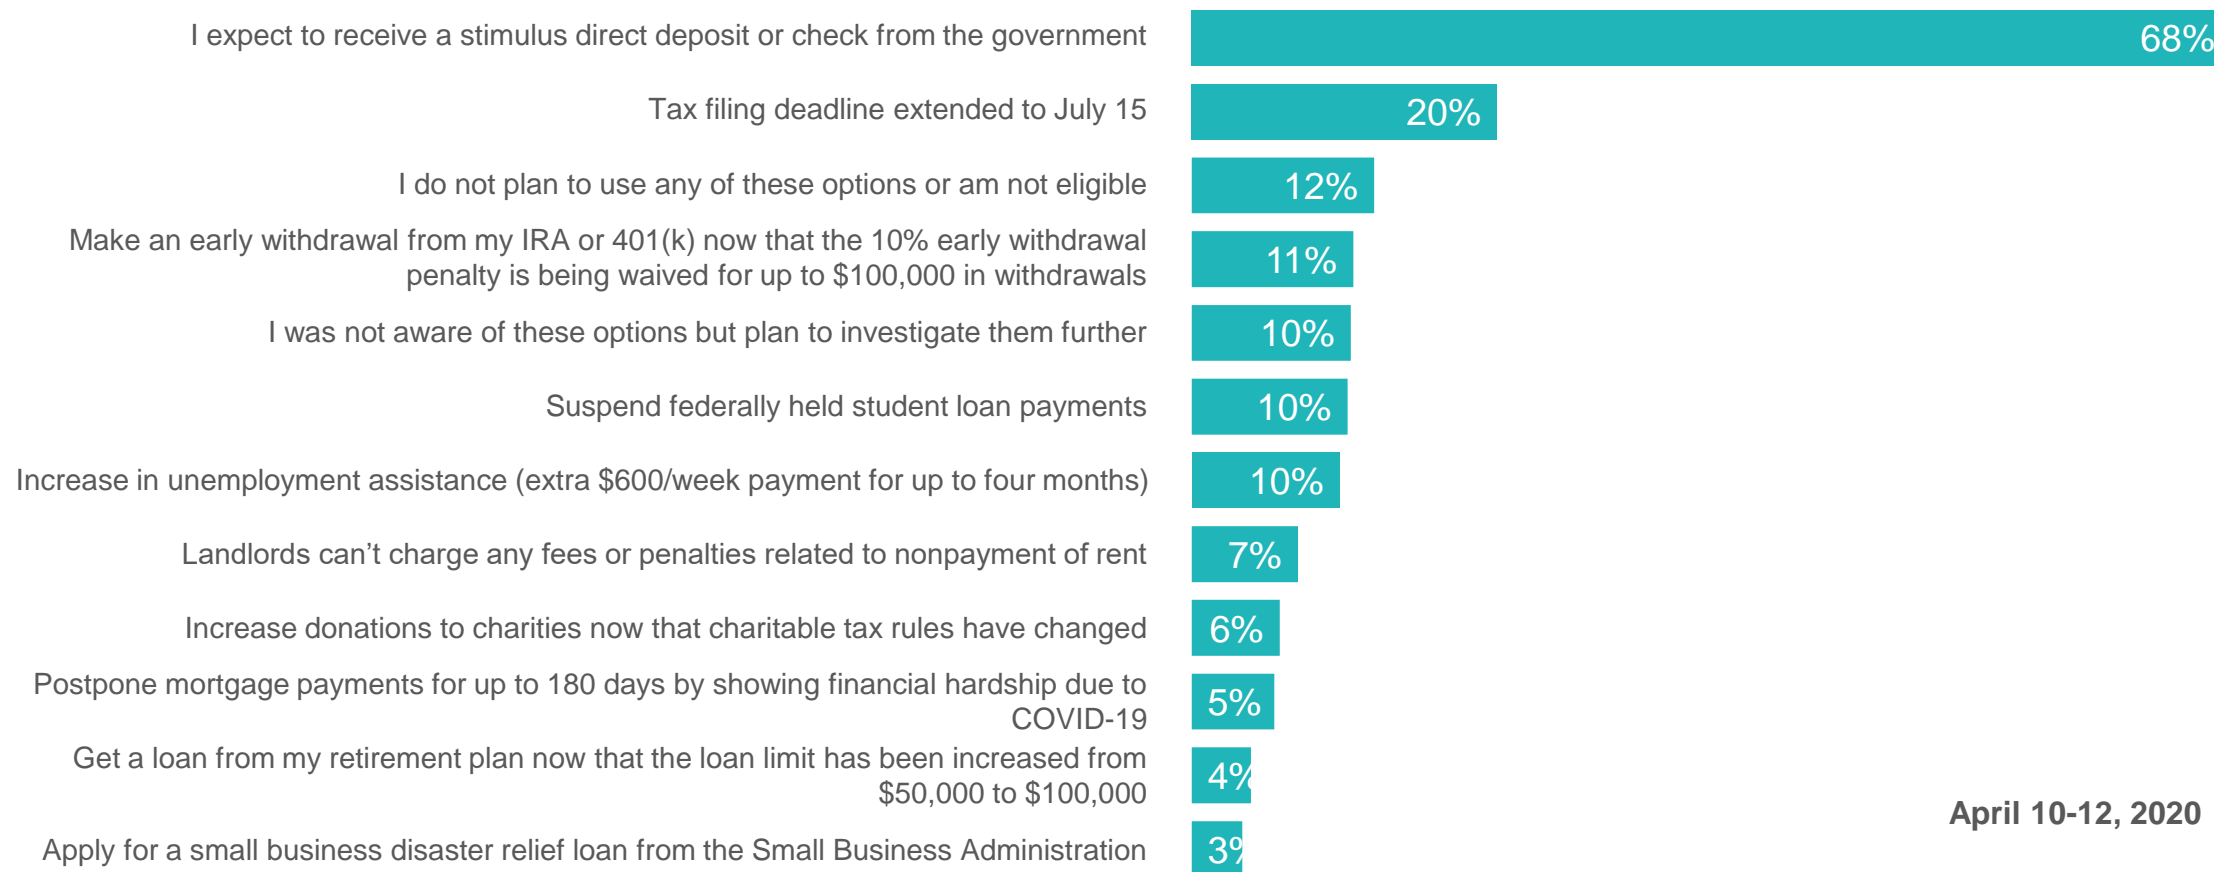 I expect to receive a stimulus direct deposit or check from the government
68%
Tax filing deadline extended to July 15
20%
I do not plan to use any of these options or am not eligible
12%
Make an early withdrawal from my IRA or 401(k) now that the 10% early withdrawal
penalty is being waived for up to $100,000 in withdrawals
11%
I was not aware of these options but plan to investigate them further
10%
Suspend federally held student loan payments
10%
Increase in unemployment assistance (extra $600/week payment for up to four months)
10%
Landlords can’t charge any fees or penalties related to nonpayment of rent
7%
Increase donations to charities now that charitable tax rules have changed
6%
Postpone mortgage payments for up to 180 days by showing financial hardship due to
COVID-19
5%
Get a loan from my retirement plan now that the loan limit has been increased from
$50,000 to $100,000
4%
Apply for a small business disaster relief loan from the Small Business Administration
3%
April 10-12, 2020